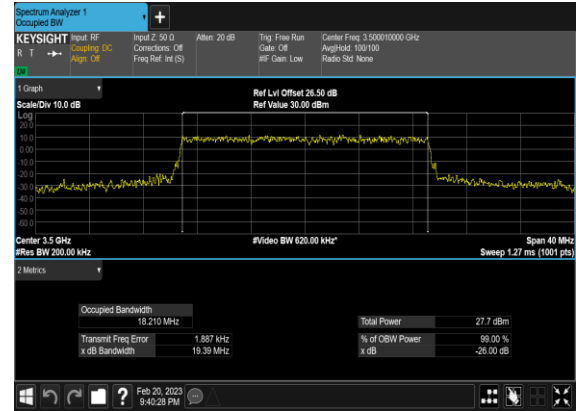 Spectrum Analyzer 1
Occupied BW
KEYSIGHT
R T
LU
Input: RF
Coupling: DC
Align: Off
Input Z: 50 Ω
Corrections: Off
Freq Ref: Int (S)
Atten: 20 dB
Trig: Free Run
Gate: Off
#IF Gain: Low
Center Freq: 3.500010000 GHz
Avg|Hold: 100/100
Radio Std: None
1 Graph
Scale/Div 10.0 dB
Ref Lvl Offset 26.50 dB
Ref Value 30.00 dBm
Log
20.0
10.0
0.00
-10.0
-20.0
-30.0
-40.0
-50.0
-60.0
Center 3.5 GHz
#Res BW 200.00 kHz
#Video BW 620.00 kHz*
Span 40 MHz
Sweep 1.27 ms (1001 pts)
2 Metrics
Occupied Bandwidth
18.210 MHz
Total Power 27.7 dBm
Transmit Freq Error 1.887 kHz
% of OBW Power 99.00 %
x dB Bandwidth 19.39 MHz
x dB -26.00 dB
?
Feb 20, 2023
9:40:28 PM